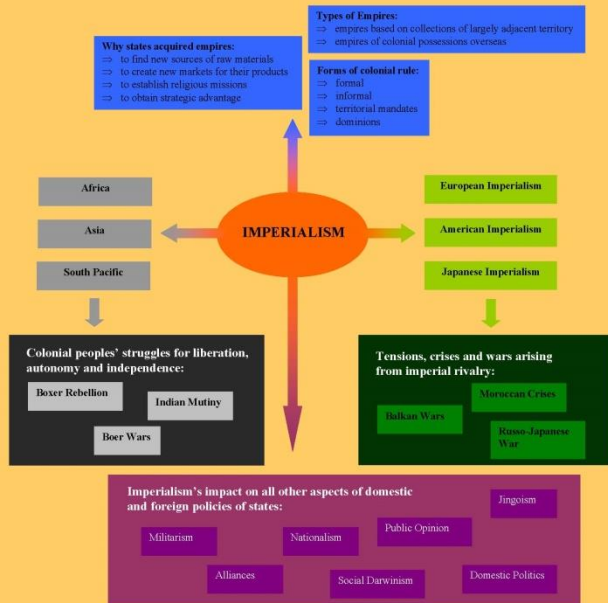 Types of Empires:
⇒ empires based on collections of largely adjacent territory
⇒ empires of colonial possessions overseas
Why states acquired empires:
⇒ to find new sources of raw materials
⇒ to create new markets for their products
⇒ to establish religious missions
⇒ to obtain strategic advantage
Forms of colonial rule:
⇒ formal
⇒ informal
⇒ territorial mandates
⇒ dominions
IMPERIALISM
Africa
Asia
South Pacific
European Imperialism
American Imperialism
Japanese Imperialism
Colonial peoples' struggles for liberation,
autonomy and independence:
Boxer Rebellion
Indian Mutiny
Boer Wars
Tensions, crises and wars arising
from imperial rivalry:
Moroccan Crises
Balkan Wars
Russo-Japanese
War
Imperialism's impact on all other aspects of domestic
and foreign policies of states:
Jingoism
Public Opinion
Militarism
Nationalism
Alliances
Social Darwinism
Domestic Politics